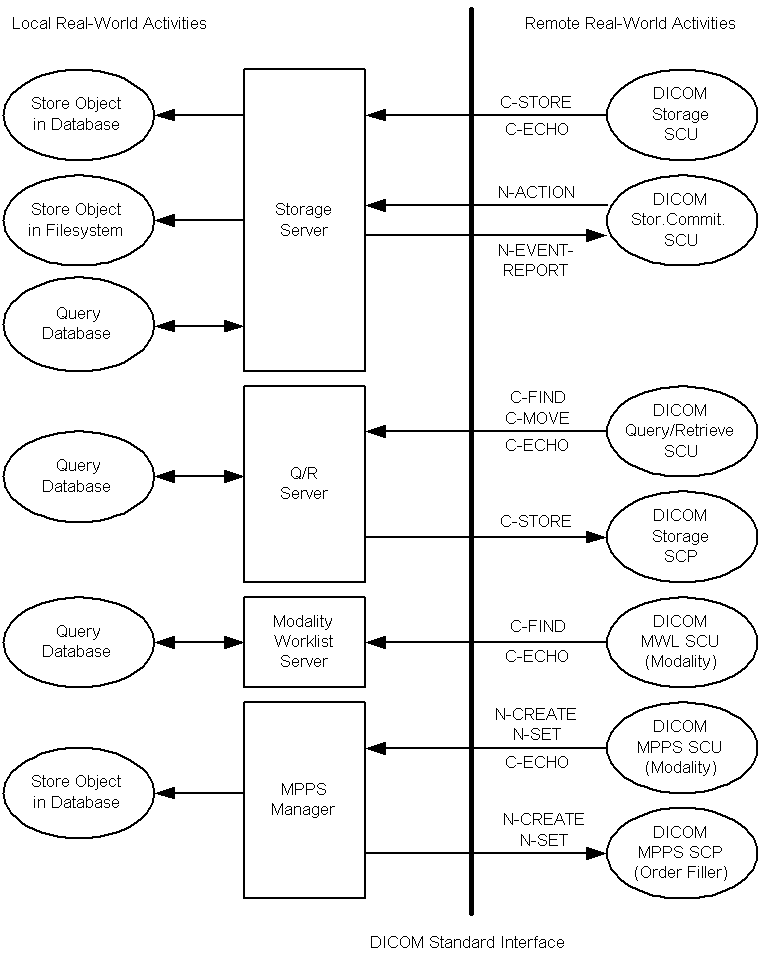 Local Real-World Activities
Remote Real-World Activities
Store Object
in Database
Storage
Server
C-STORE
C-ECHO
DICOM
Storage
SCU
Store Object
in Filesystem
N-ACTION
N-EVENT-
REPORT
DICOM
Stor.Commit.
SCU
Query
Database
Query
Database
Q/R
Server
C-FIND
C-MOVE
C-ECHO
DICOM
Query/Retrieve
SCU
C-STORE
DICOM
Storage
SCP
Query
Database
Modality
Worklist
Server
C-FIND
C-ECHO
DICOM
MWL SCU
(Modality)
Store Object
in Database
MPPS
Manager
N-CREATE
N-SET
C-ECHO
DICOM
MPPS SCU
(Modality)
N-CREATE
N-SET
DICOM
MPPS SCP
(Order Filler)
DICOM Standard Interface